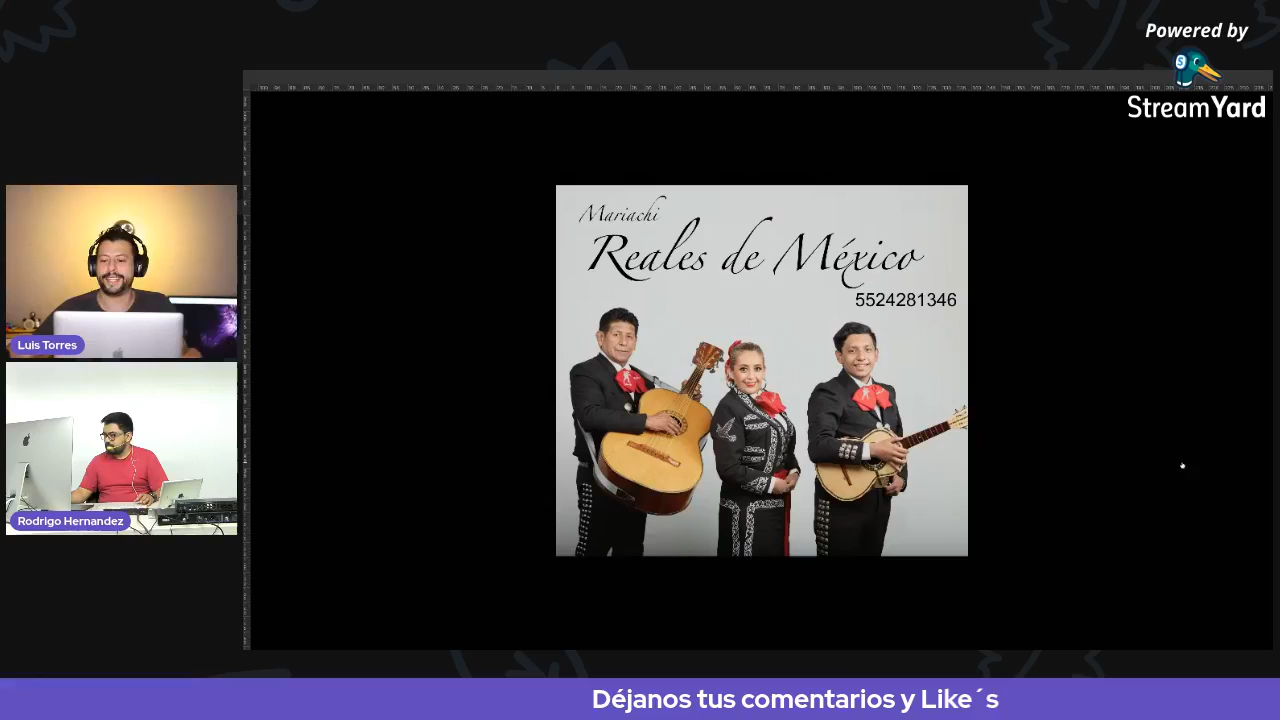 Powered by
StreamYard
Mariachi
Reales de México
5524281346
Luis Torres
Rodrigo Hernandez
Déjanos tus comentarios y Like´s